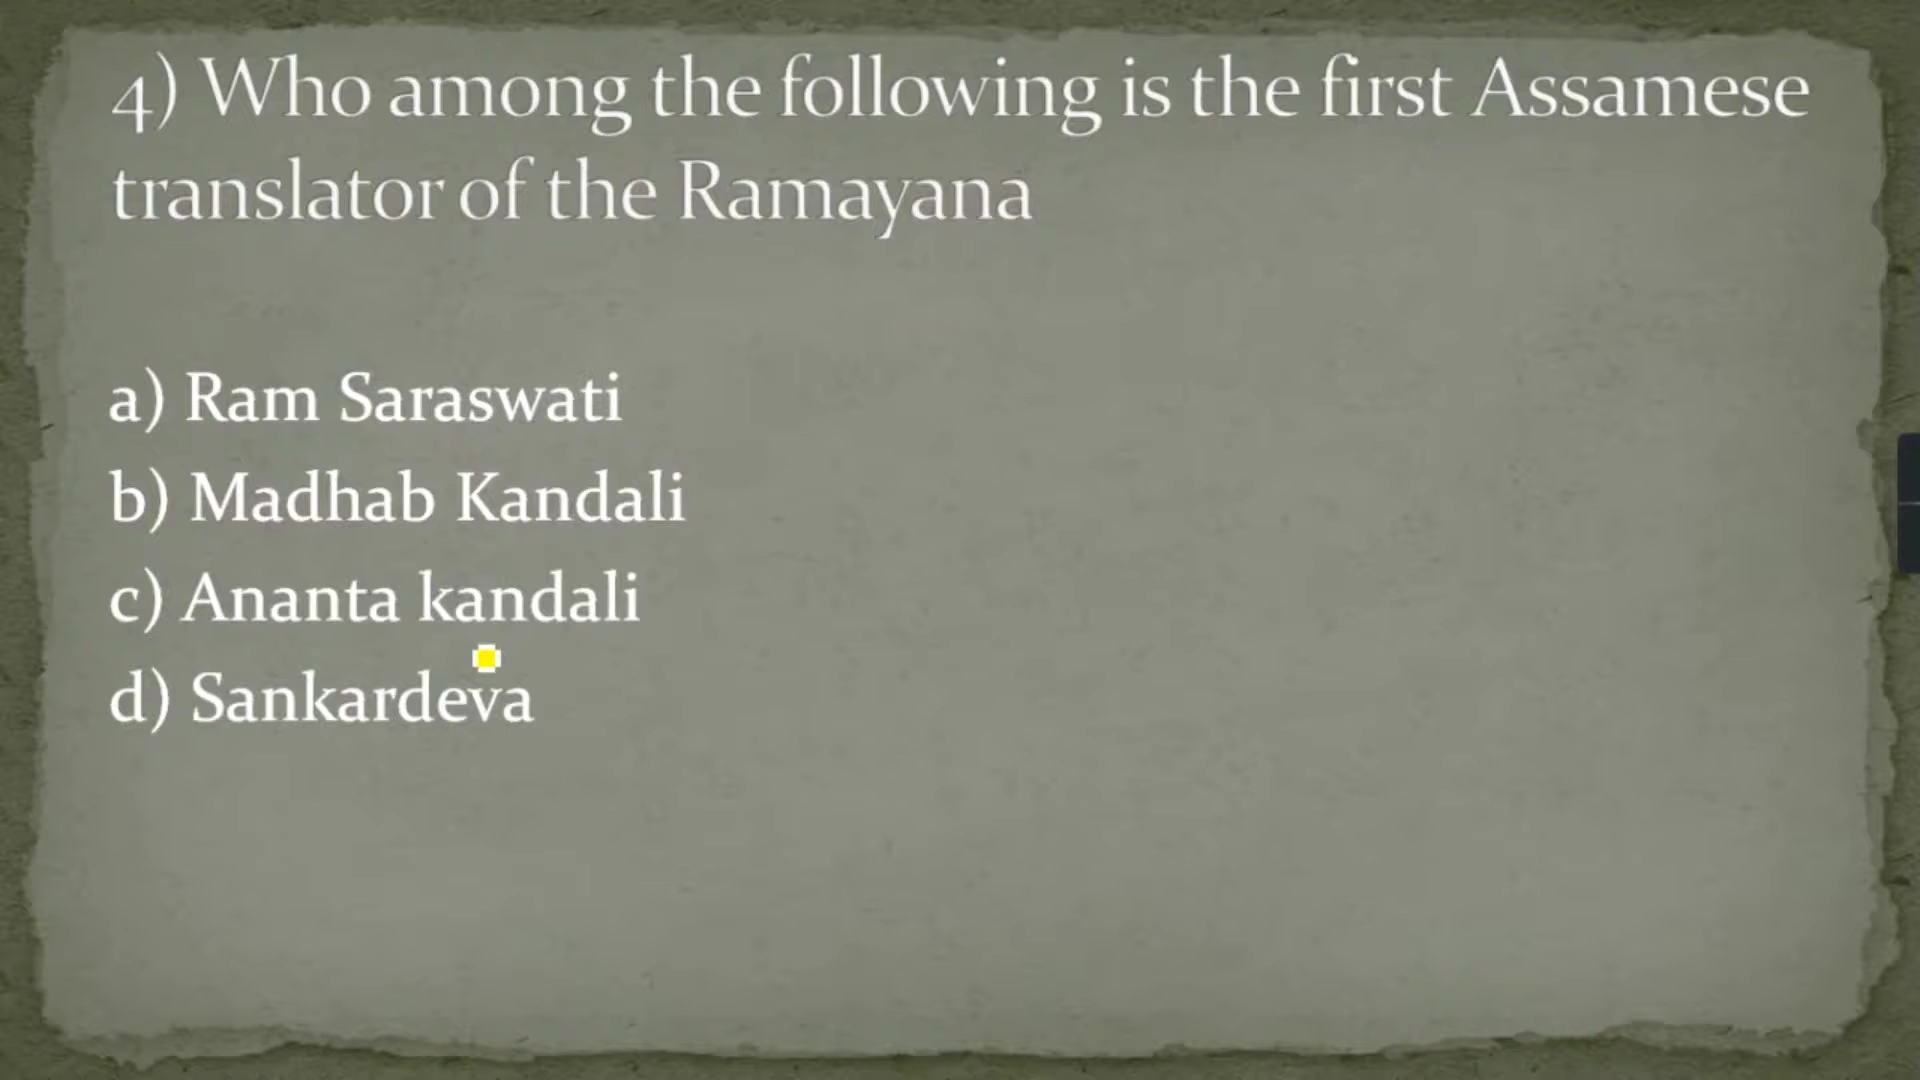 4) Who among the following is the first Assamese
translator of the Ramayana
a) Ram Saraswati
b) Madhab Kandali
c) Ananta kandali
d) Sankardeva